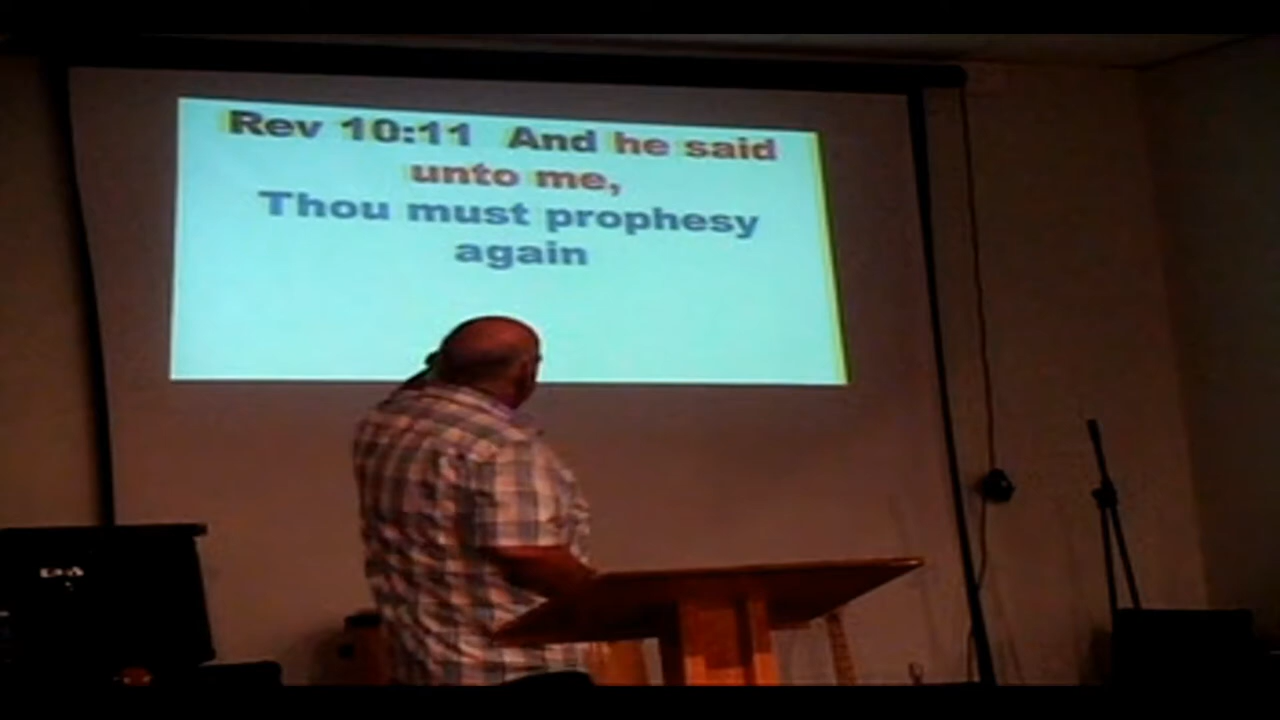 Rev 10:11 And he said
unto me,
Thou must prophesy
again